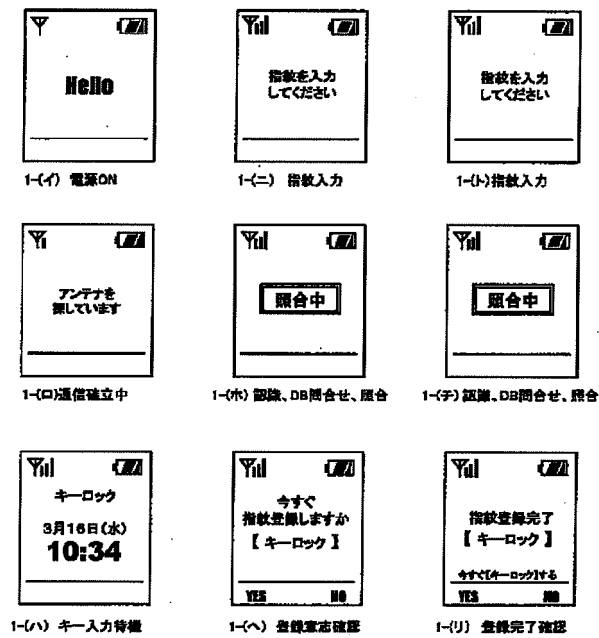 Hello
1-(イ) 電源ON
アンテナを
探しています
1-(ロ)通信確立中
キーロック
3月16日(水)
10:34
1-(ハ) キー入力待機
指紋を入力
してください
1-(ニ) 指紋入力
照合中
1-(ホ) 認識、DB問合せ、照合
今すぐ
指紋登録しますか
【 キーロック 】
YES NO
1-(ヘ) 登録意志確認
指紋を入力
してください
1-(ト)指紋入力
照合中
1-(チ) 認識、DB問合せ、照合
指紋登録完了
【 キーロック 】
今すぐ【キーロック】する
YES NO
1-(リ) 登録完了確認